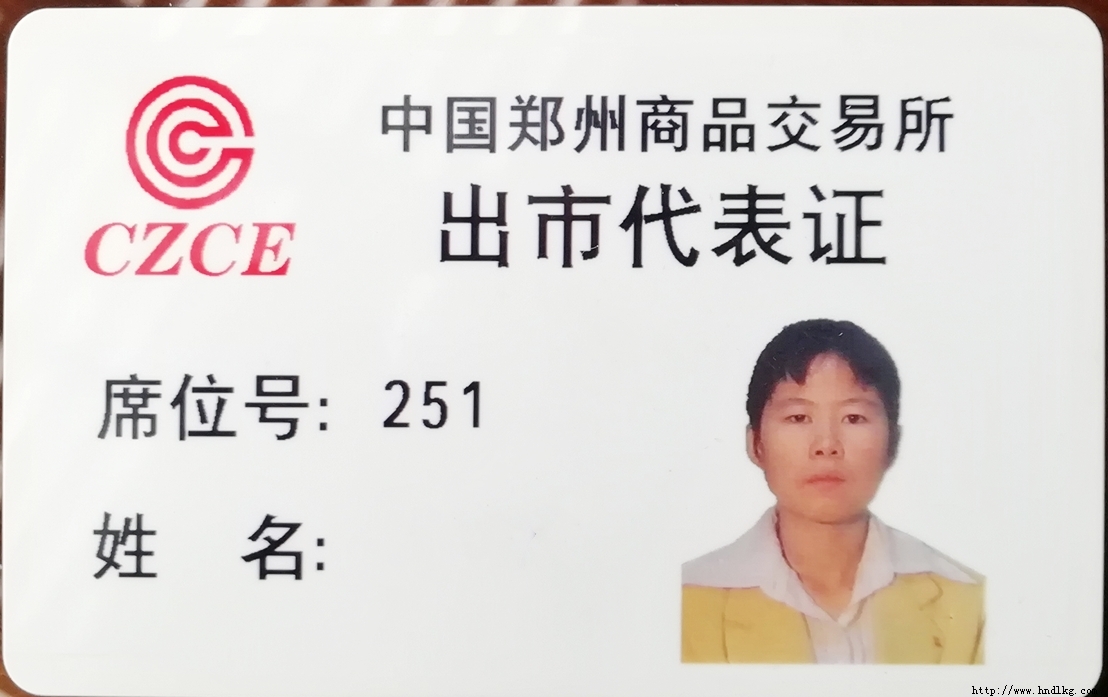 中国郑州商品交易所
出市代表证
CZCE
席位号: 251
姓 名:
http://www.hndlkg.com